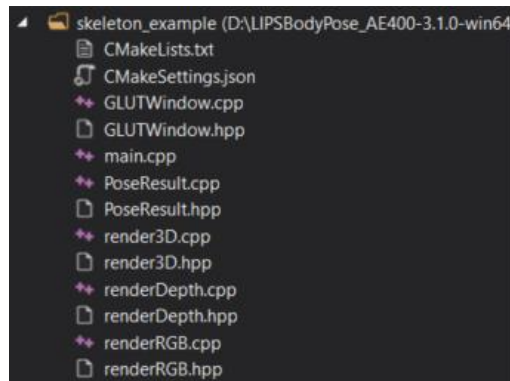 skeleton_example (D:\LIPSBodyPose_AE400-3.1.0-win64
CMakeLists.txt
CMakeSettings.json
GLUTWindow.cpp
GLUTWindow.hpp
main.cpp
PoseResult.cpp
PoseResult.hpp
render3D.cpp
render3D.hpp
renderDepth.cpp
renderDepth.hpp
renderRGB.cpp
renderRGB.hpp